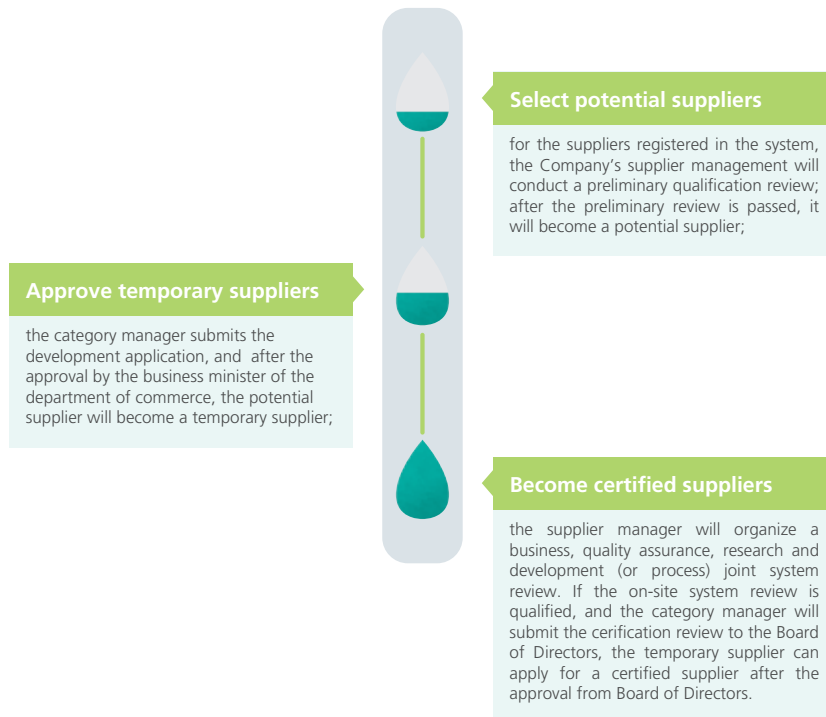 Select potential suppliers
for the suppliers registered in the system,
the Company's supplier management will
conduct a preliminary qualification review;
after the preliminary review is passed, it
will become a potential supplier;
Approve temporary suppliers
the category manager submits the
development application, and after the
approval by the business minister of the
department of commerce, the potential
supplier will become a temporary supplier;
Become certified suppliers
the supplier manager will organize a
business, quality assurance, research and
development (or process) joint system
review. If the on-site system review is
qualified, and the category manager will
submit the cerification review to the Board
of Directors, the temporary supplier can
apply for a certified supplier after the
approval from Board of Directors.